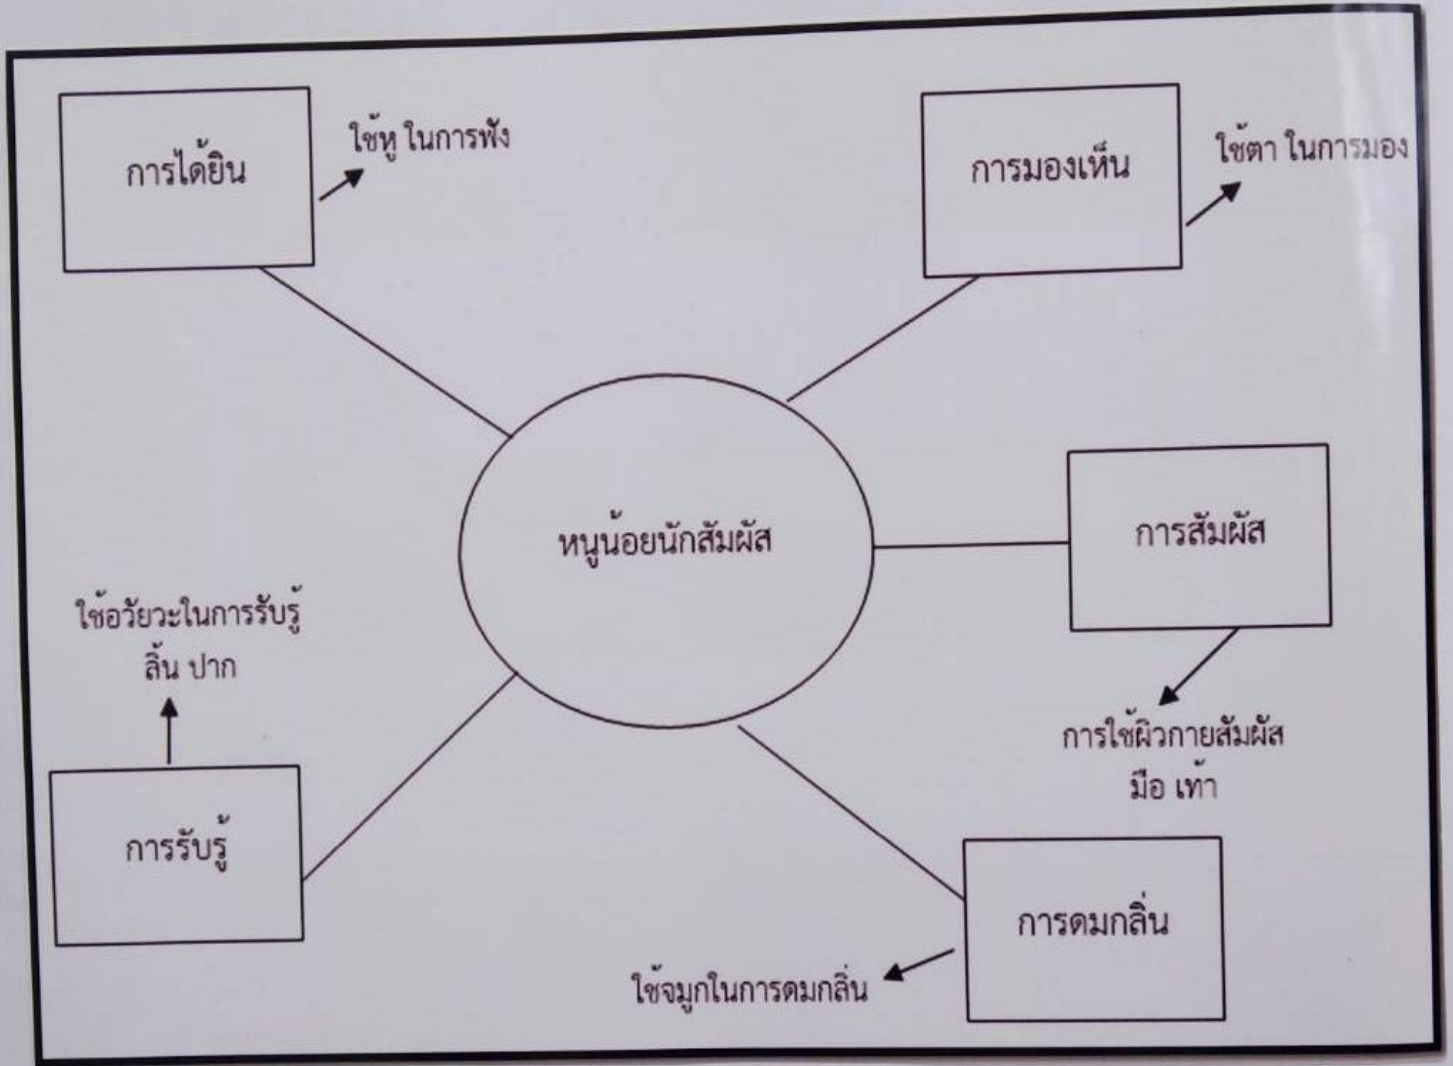 การได้ยิน
ใช้หู ในการฟัง
การมองเห็น
ใช้ตา ในการมอง
หนูน้อยนักสัมผัส
การสัมผัส
การใช้ผิวกายสัมผัส
มือ เท้า
ใช้อวัยวะในการรับรู้
ลิ้น ปาก
การรับรู้
การดมกลิ่น
ใช้จมูกในการดมกลิ่น